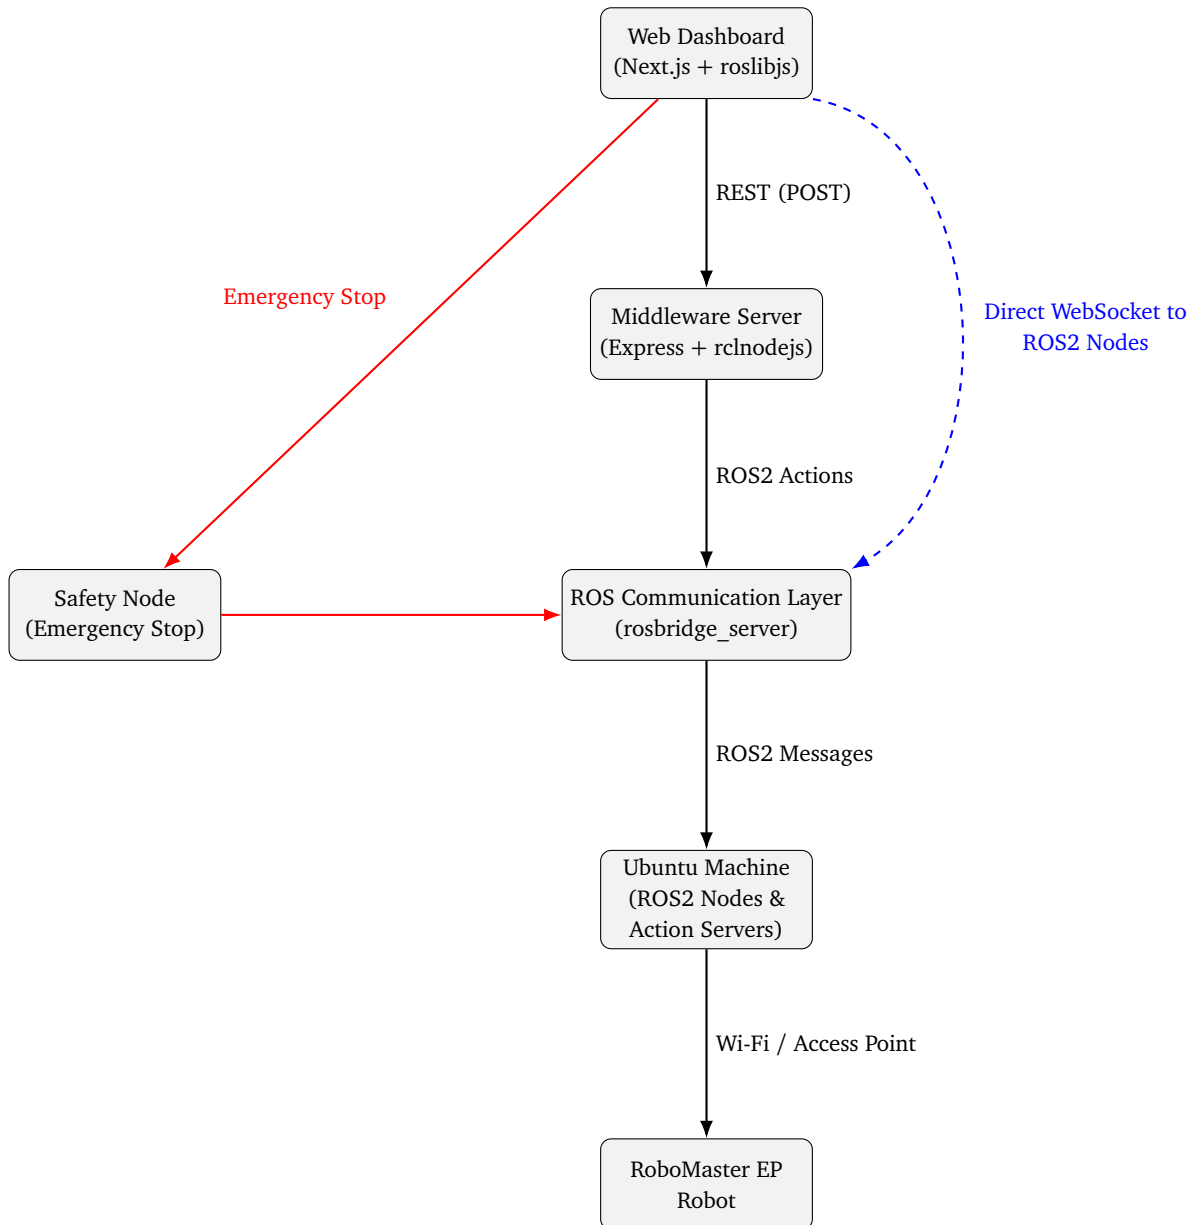 Web Dashboard
(Next.js + roslibjs)
REST (POST)
Emergency Stop
Direct WebSocket to
ROS2 Nodes
Middleware Server
(Express + rclnodejs)
ROS2 Actions
Safety Node
(Emergency Stop)
ROS Communication Layer
(rosbridge_server)
ROS2 Messages
Ubuntu Machine
(ROS2 Nodes &
Action Servers)
Wi-Fi / Access Point
RoboMaster EP
Robot